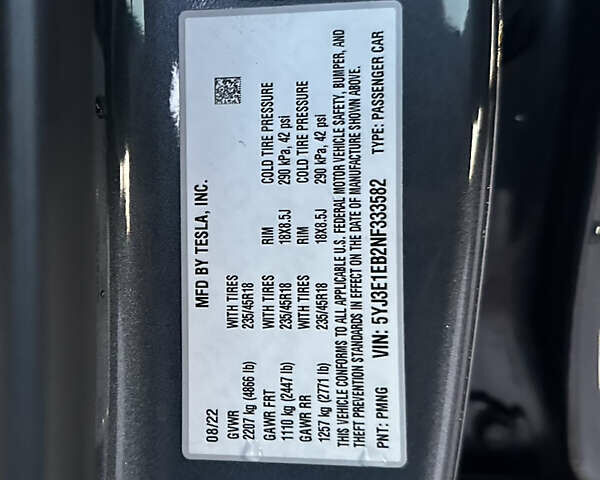 MFD BY TESLA, INC.
08/22
GVWR WITH TIRES RIM COLD TIRE PRESSURE
2207 kg (4866 lb) 235/45R18 18X8.5J 290 kPa, 42 psi
GAWR FRT WITH TIRES RIM COLD TIRE PRESSURE
1110 kg (2447 lb) 235/45R18 18X8.5J 290 kPa, 42 psi
GAWR RR
1257 kg (2771 lb) 235/45R18
THIS VEHICLE CONFORMS TO ALL APPLICABLE U.S. FEDERAL MOTOR VEHICLE SAFETY, BUMPER, AND
THEFT PREVENTION STANDARDS IN EFFECT ON THE DATE OF MANUFACTURE SHOWN ABOVE.
PNT: PMNG VIN: 5YJ3E1EB2NF333582 TYPE: PASSENGER CAR